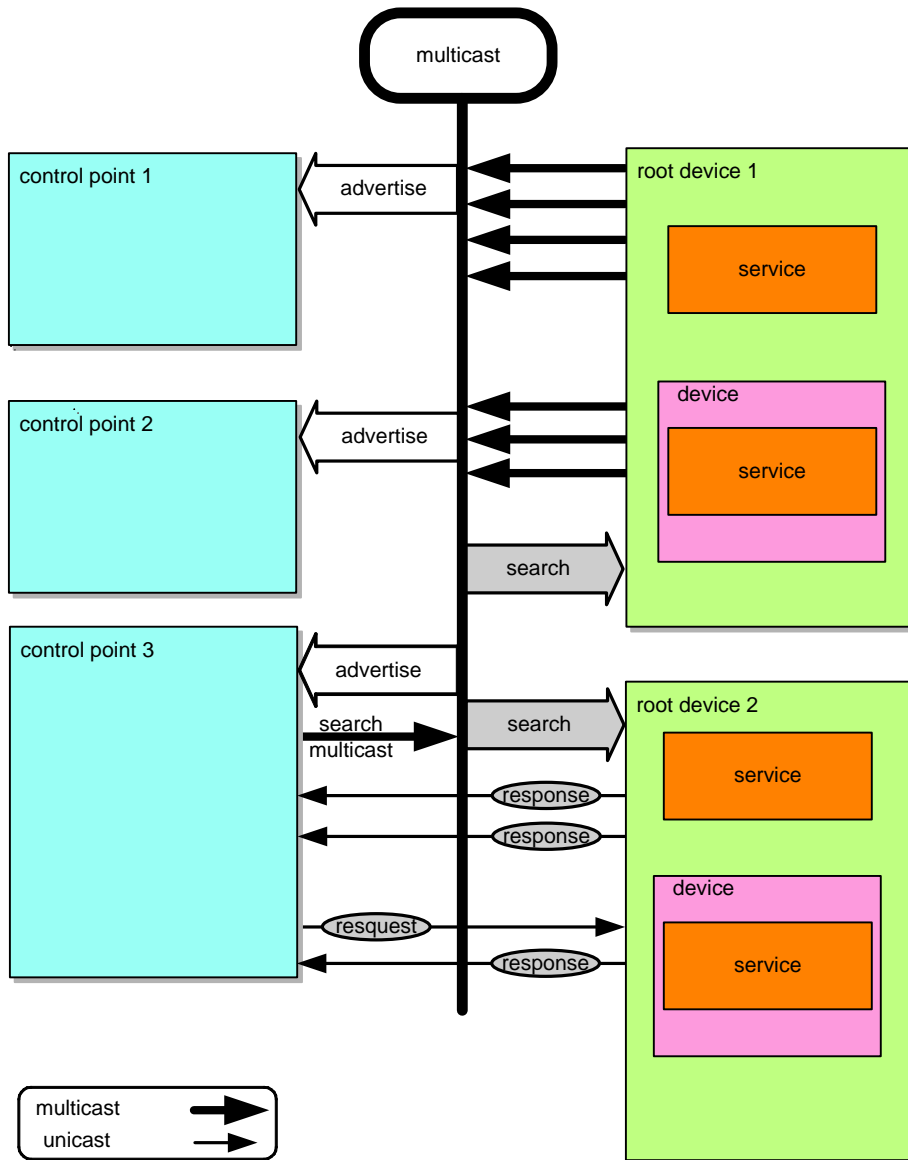 multicast
control point 1
advertise
root device 1
service
control point 2
advertise
device
service
search
control point 3
advertise
search
multicast
search
root device 2
service
response
response
device
resquest
service
response
multicast
unicast